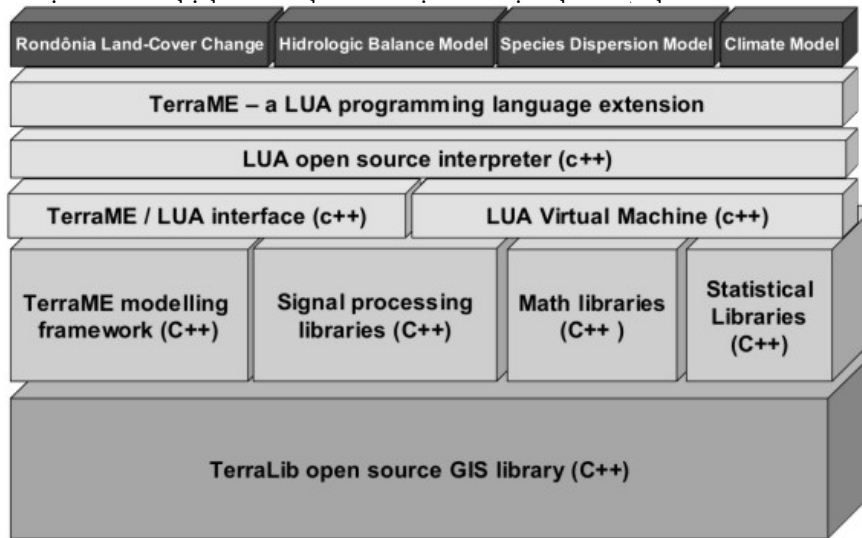 Rondônia Land-Cover Change
Hidrologic Balance Model
Species Dispersion Model
Climate Model
TerraME – a LUA programming language extension
LUA open source interpreter (c++)
TerraME / LUA interface (c++)
LUA Virtual Machine (c++)
TerraME modelling
framework (C++)
Signal processing
libraries (C++)
Math libraries
(C++ )
Statistical
Libraries
(C++)
TerraLib open source GIS library (C++)